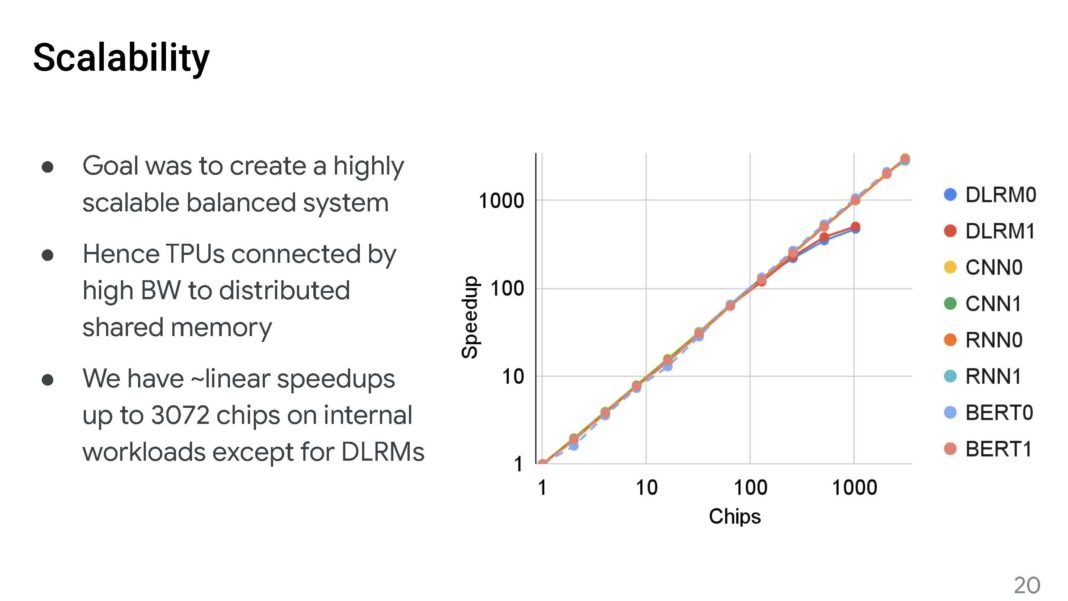 Scalability
● Goal was to create a highly
scalable balanced system
● Hence TPUs connected by
high BW to distributed
shared memory
● We have ~linear speedups
up to 3072 chips on internal
workloads except for DLRMs
Speedup
1000
100
10
1
1 10 100 1000
Chips
DLRM0
DLRM1
CNN0
CNN1
RNN0
RNN1
BERT0
BERT1
20